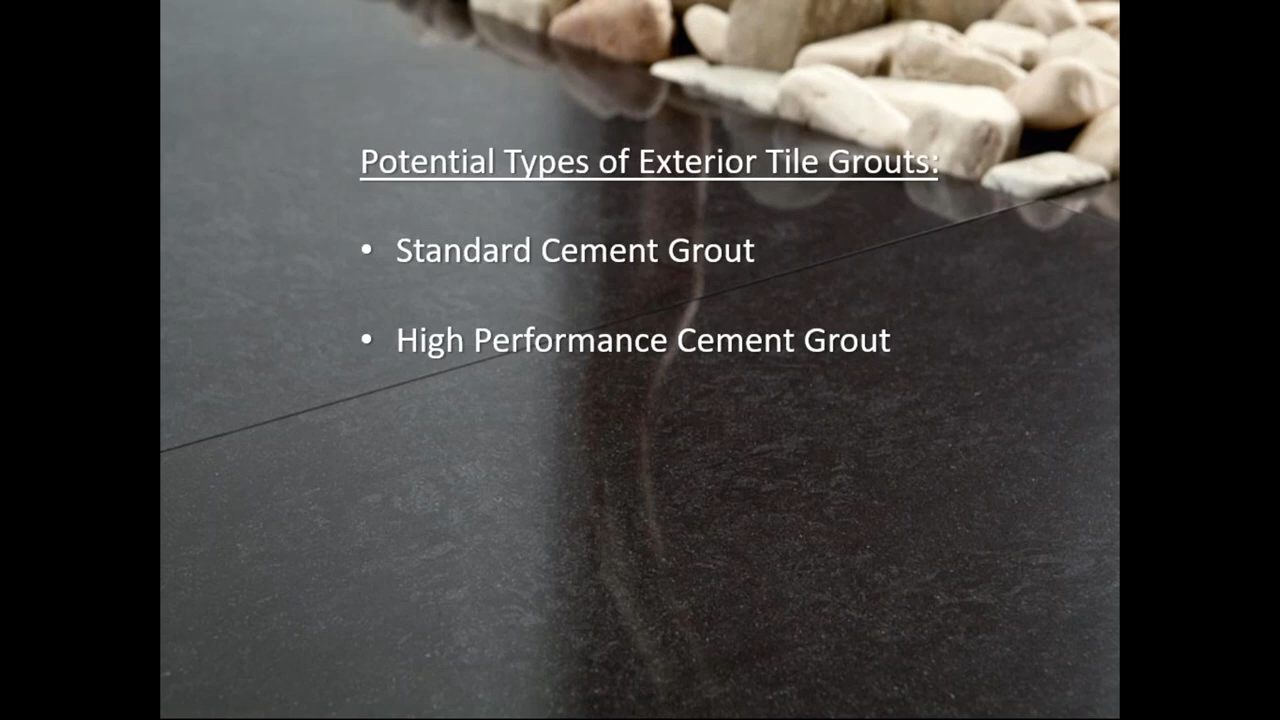 Potential Types of Exterior Tile Grouts:
• Standard Cement Grout
• High Performance Cement Grout